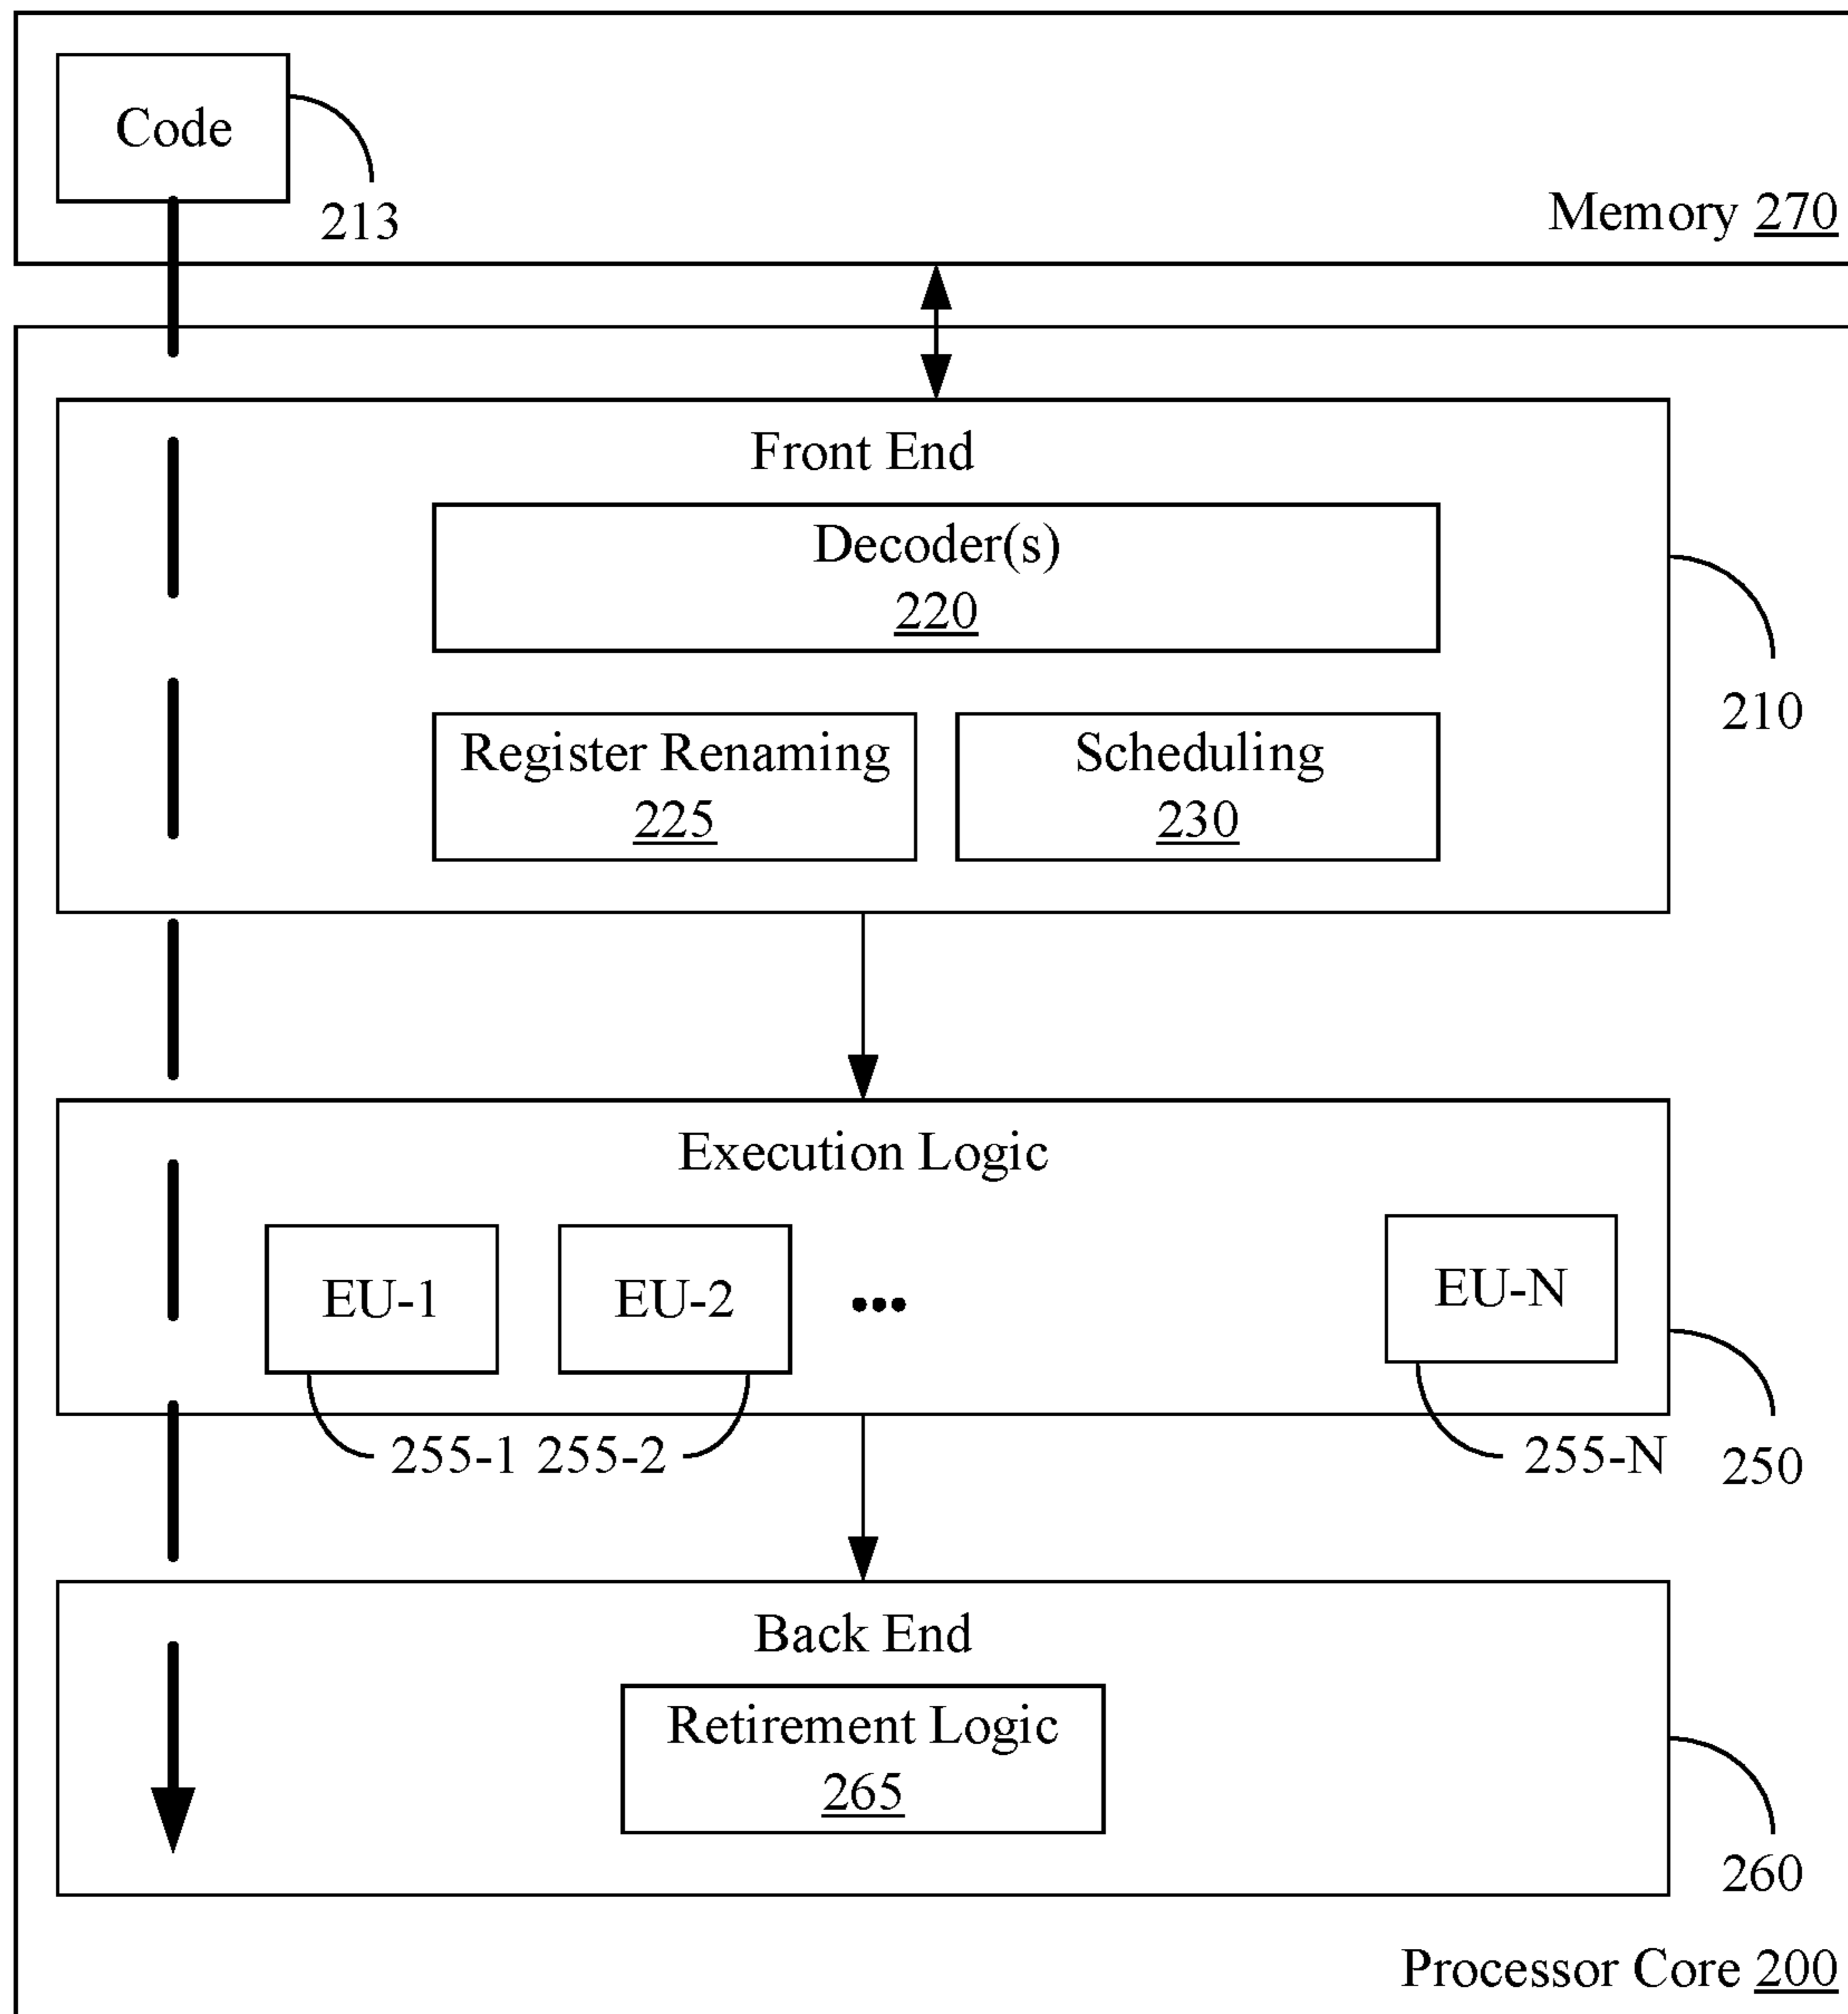 Code
213
Memory 270
Front End
Decoder(s)
220
210
Register Renaming
225
Scheduling
230
Execution Logic
EU-1
EU-2
•••
EU-N
255-1 255-2
255-N
250
Back End
Retirement Logic
265
260
Processor Core 200